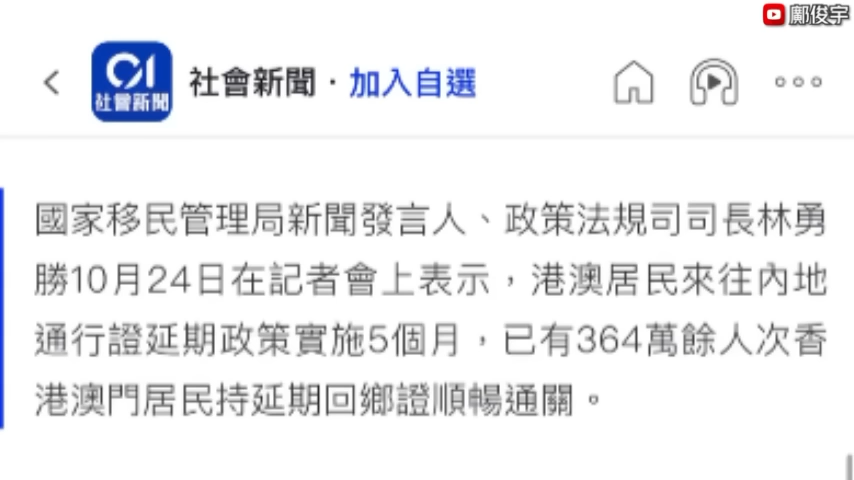 鄺俊宇
01
社會新聞
社會新聞・加入自選
國家移民管理局新聞發言人、政策法規司司長林勇
勝10月24日在記者會上表示，港澳居民來往內地
通行證延期政策實施5個月，已有364萬餘人次香
港澳門居民持延期回鄉證順暢通關。